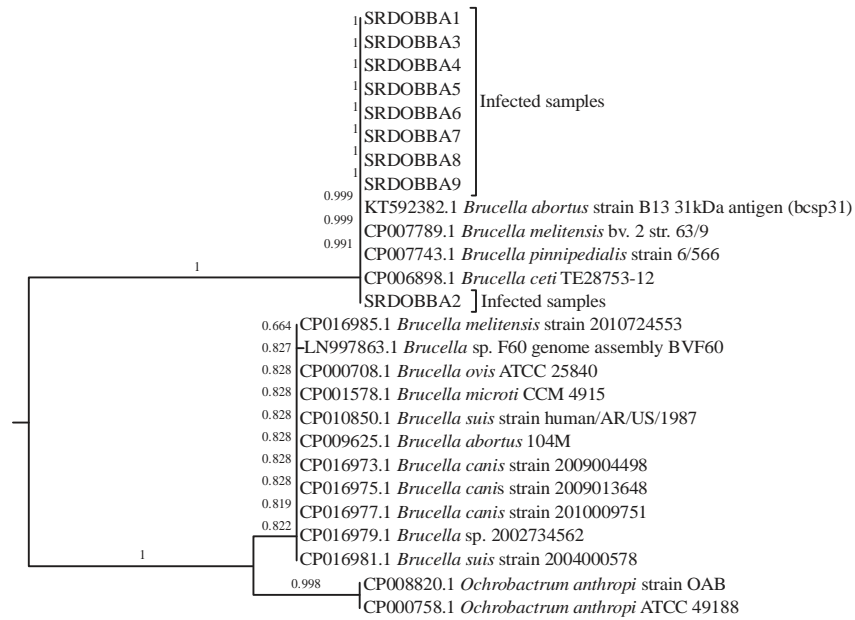 1 SRDOBBA1
1 SRDOBBA3
1 SRDOBBA4
1 SRDOBBA5
Infected samples
1 SRDOBBA6
1 SRDOBBA7
1 SRDOBBA8
1 SRDOBBA9
0.999
KT592382.1 Brucella abortus strain B13 31kDa antigen (bcsp31)
0.999
CP007789.1 Brucella melitensis bv. 2 str. 63/9
0.991
CP007743.1 Brucella pinnipedialis strain 6/566
1
CP006898.1 Brucella ceti TE28753-12
SRDOBBA2 Infected samples
0.664 CP016985.1 Brucella melitensis strain 2010724553
0.827 LN997863.1 Brucella sp. F60 genome assembly BVF60
0.828 CP000708.1 Brucella ovis ATCC 25840
0.828 CP001578.1 Brucella microti CCM 4915
0.828 CP010850.1 Brucella suis strain human/AR/US/1987
0.828 CP009625.1 Brucella abortus 104M
0.828 CP016973.1 Brucella canis strain 2009004498
0.828 CP016975.1 Brucella canis strain 2009013648
0.819 CP016977.1 Brucella canis strain 2010009751
0.822 CP016979.1 Brucella sp. 2002734562
1
CP016981.1 Brucella suis strain 2004000578
0.998 CP008820.1 Ochrobactrum anthropi strain OAB
CP000758.1 Ochrobactrum anthropi ATCC 49188